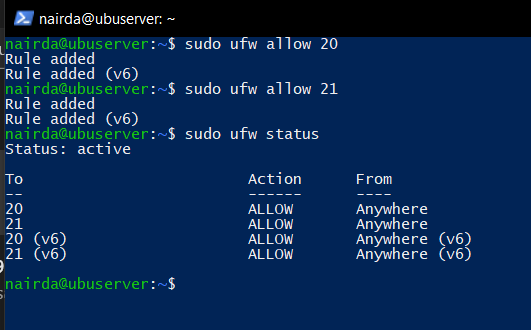 nairda@ubuserver: ~
nairda@ubuserver:~$ sudo ufw allow 20
Rule added
Rule added (v6)
nairda@ubuserver:~$ sudo ufw allow 21
Rule added
Rule added (v6)
nairda@ubuserver:~$ sudo ufw status
Status: active
To Action From
-- ------ ----
20 ALLOW Anywhere
21 ALLOW Anywhere
20 (v6) ALLOW Anywhere (v6)
21 (v6) ALLOW Anywhere (v6)
nairda@ubuserver:~$